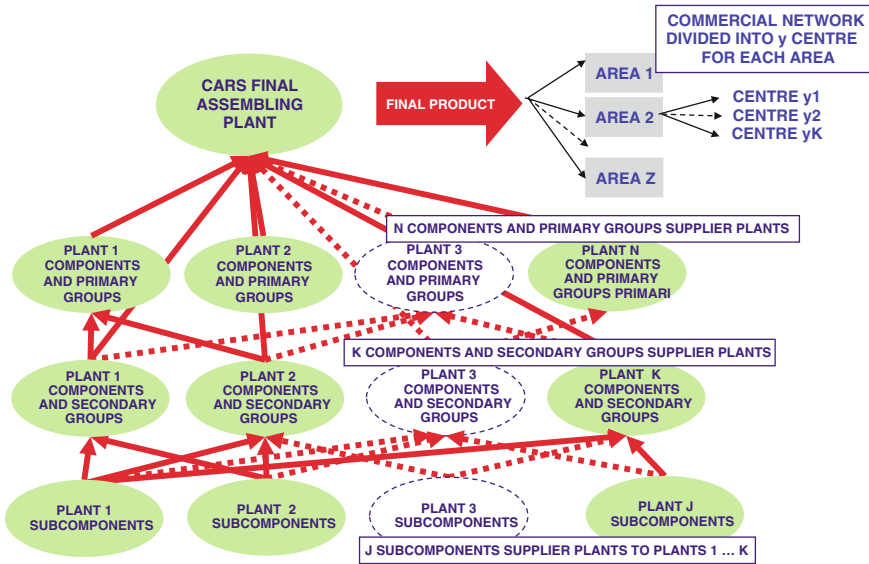 COMMERCIAL NETWORK
DIVIDED INTO y CENTRE
FOR EACH AREA
CARS FINAL
ASSEMBLING
PLANT
FINAL PRODUCT
AREA 1
AREA 2
AREA Z
CENTRE y1
CENTRE y2
CENTRE yK
N COMPONENTS AND PRIMARY GROUPS SUPPLIER PLANTS
PLANT 1
COMPONENTS
AND PRIMARY
GROUPS
PLANT 2
COMPONENTS
AND PRIMARY
GROUPS
PLANT 3
COMPONENTS
AND PRIMARY
GROUPS
PLANT N
COMPONENTS
AND PRIMARY
GROUPS PRIMARI
K COMPONENTS AND SECONDARY GROUPS SUPPLIER PLANTS
PLANT 1
COMPONENTS
AND SECONDARY
GROUPS
PLANT 2
COMPONENTS
AND SECONDARY
GROUPS
PLANT 3
COMPONENTS
AND SECONDARY
GROUPS
PLANT K
COMPONENTS
AND SECONDARY
GROUPS
PLANT 1
SUBCOMPONENTS
PLANT 2
SUBCOMPONENTS
PLANT 3
SUBCOMPONENTS
PLANT J
SUBCOMPONENTS
J SUBCOMPONENTS SUPPLIER PLANTS TO PLANTS 1 ... K